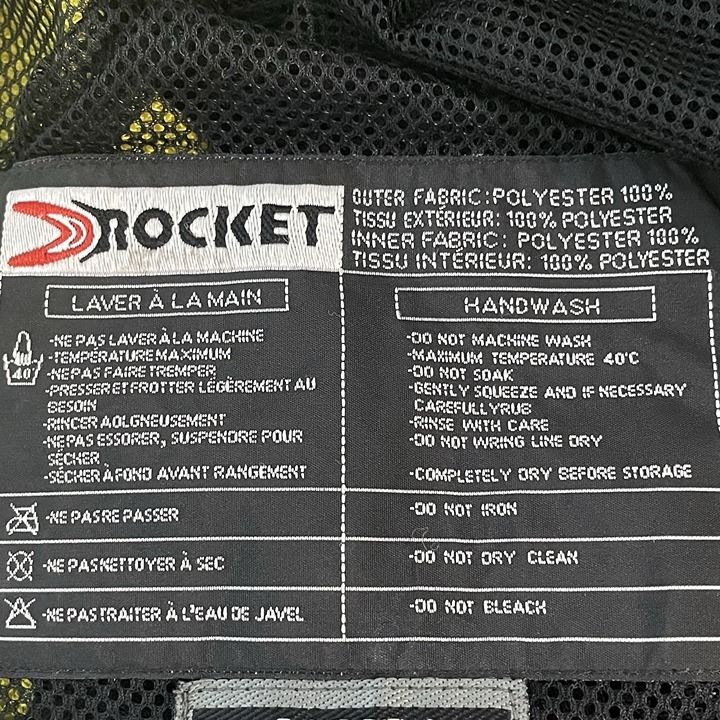 ROCKET
OUTER FABRIC:POLYESTER 100%
TISSU EXTÉRIEUR: 100% POLYESTER
INNER FABRIC: POLYESTER 100%
TISSU INTÉRIEUR: 100% POLYESTER
LAVER À LA MAIN
40
-NE PAS LAVER À LA MACHINE
-TEMPÉRATURE MAXIMUM
-NE PAS FAIRE TREMPER
-PRESSER ET FROTTER LÉGÈREMENT AU
BESOIN
-RINCER AOLGNEUSEMENT
-NE PAS ESSORER, SUSPENDRE POUR
SÉCHER
-SÉCHER À FOND AVANT RANGEMENT
-NE PAS RE PASSER
-NE PAS NETTOYER À SEC
-NE PAS TRAITER À L'EAU DE JAVEL
HANDWASH
-DO NOT MACHINE WASH
-MAXIMUM TEMPERATURE 40°C
-DO NOT SOAK
-GENTLY SQUEEZE AND IF NECESSARY
CAREFULLYRUB
-RINSE WITH CARE
-DO NOT WRING LINE DRY
-COMPLETELY DRY BEFORE STORAGE
-DO NOT IRON
-DO NOT DRY CLEAN
-DO NOT BLEACH